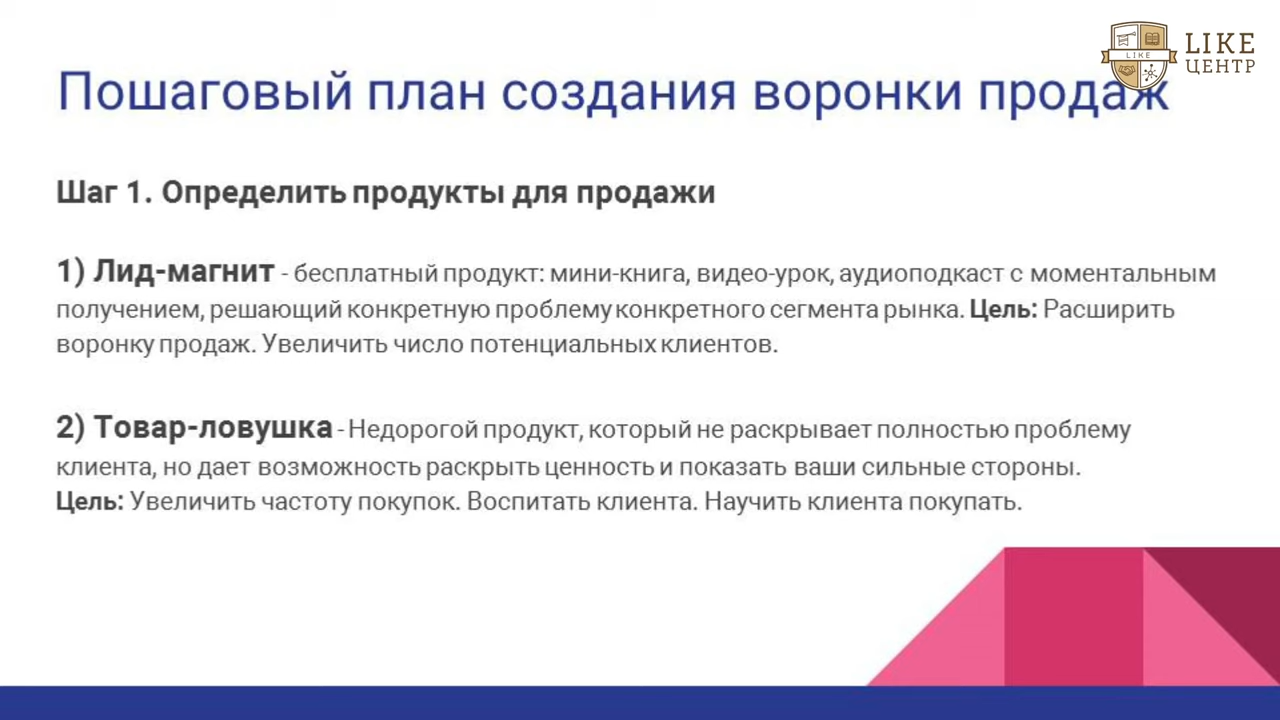 LIKE
ЦЕНТР
LIKE
Пошаговый план создания воронки продаж
Шаг 1. Определить продукты для продажи
1) Лид-магнит - бесплатный продукт: мини-книга, видео-урок, аудиоподкаст с моментальным
получением, решающий конкретную проблему конкретного сегмента рынка. Цель: Расширить
воронку продаж. Увеличить число потенциальных клиентов.
2) Товар-ловушка - Недорогой продукт, который не раскрывает полностью проблему
клиента, но дает возможность раскрыть ценность и показать ваши сильные стороны.
Цель: Увеличить частоту покупок. Воспитать клиента. Научить клиента покупать.